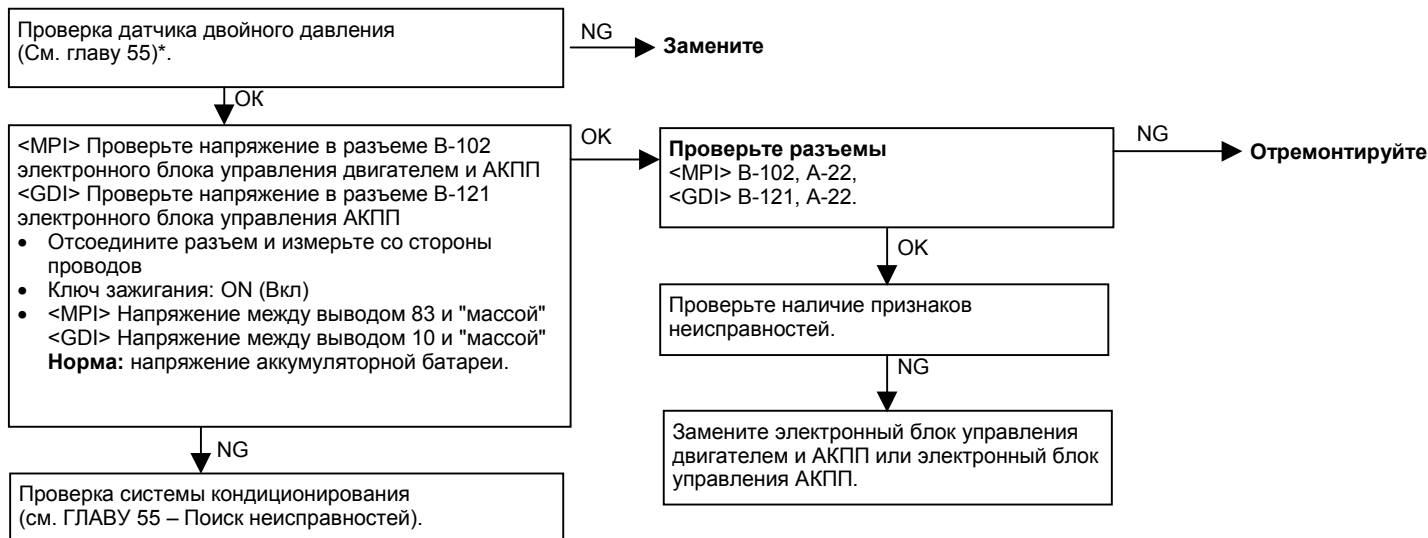 Проверка датчика двойного давления
(См. главу 55)*.
NG
Замените
OK
<MPI> Проверьте напряжение в разъеме В-102
электронного блока управления двигателем и АКПП
<GDI> Проверьте напряжение в разъеме В-121
электронного блока управления АКПП
• Отсоедините разъем и измерьте со стороны
проводов
• Ключ зажигания: ON (Вкл)
• <MPI> Напряжение между выводом 83 и "массой"
<GDI> Напряжение между выводом 10 и "массой"
Норма: напряжение аккумуляторной батареи.
OK
Проверьте разъемы
<MPI> В-102, А-22,
<GDI> В-121, А-22.
NG
Отремонтируйте
OK
Проверьте наличие признаков
неисправностей.
NG
Замените электронный блок управления
двигателем и АКПП или электронный блок
управления АКПП.
NG
Проверка системы кондиционирования
(см. ГЛАВУ 55 – Поиск неисправностей).